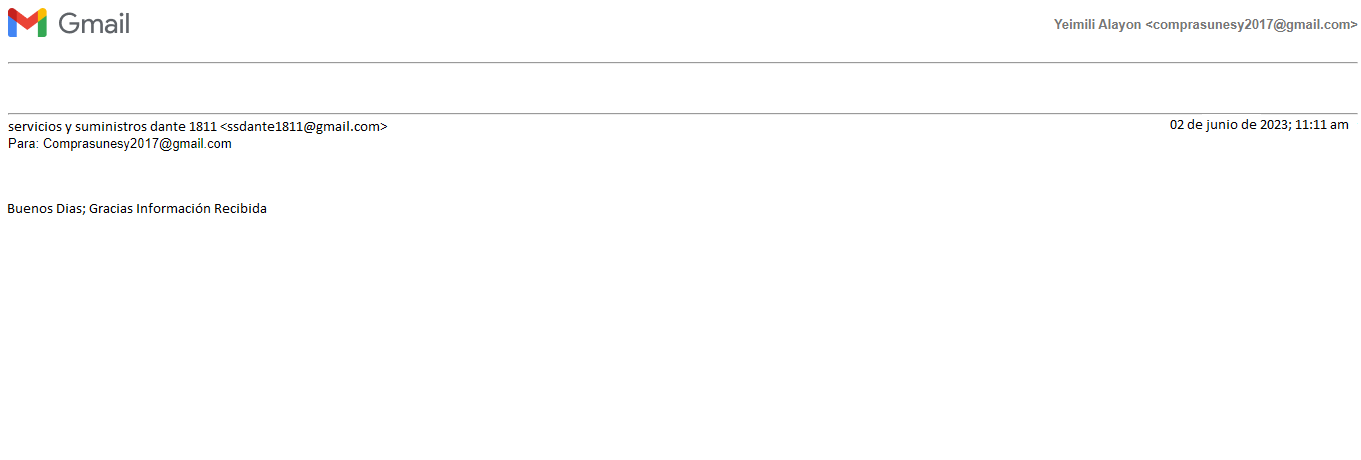 Gmail
Yeimili Alayon <comprasunesy2017@gmail.com>
servicios y suministros dante 1811 <ssdante1811@gmail.com>
02 de junio de 2023; 11:11 am
Para: Comprasunesy2017@gmail.com
Buenos Dias; Gracias Información Recibida